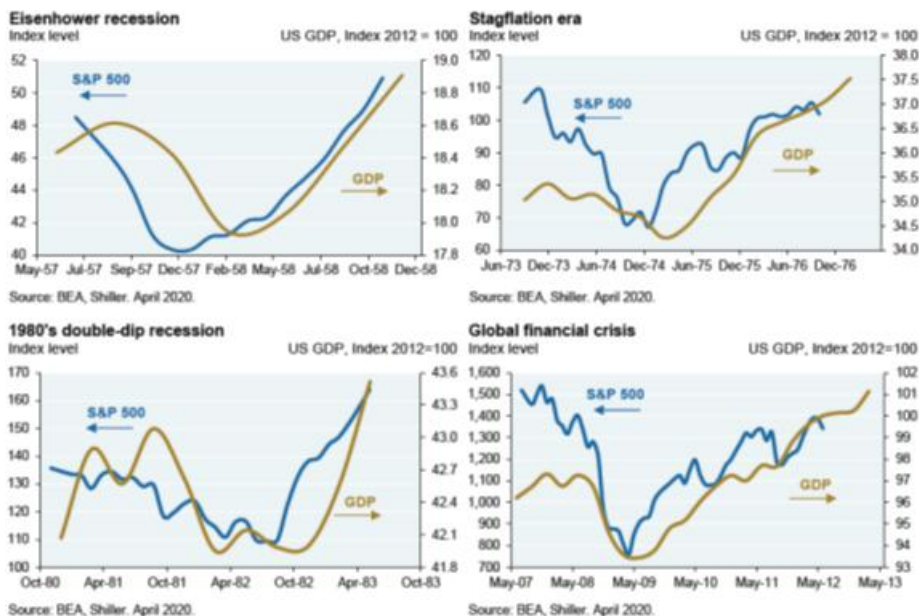 Eisenhower recession
Index level US GDP, Index 2012 = 100
52 19.0
50 18.8
48 18.6
46 18.4
44 18.2
42 18.0
40 17.8
S&P 500
GDP
May-57 Jul-57 Sep-57 Dec-57 Feb-58 May-58 Jul-58 Oct-58 Dec-58
Source: BEA, Shiller. April 2020.
Stagflation era
Index level US GDP, Index 2012 = 100
120 38.0
110 37.5
100 37.0
90 36.5
80 36.0
70 35.5
60 35.0
34.5
34.0
S&P 500
GDP
Jun-73 Dec-73 Jun-74 Dec-74 Jun-75 Dec-75 Jun-76 Dec-76
Source: BEA, Shiller. April 2020.
1980's double-dip recession
Index level US GDP, Index 2012=100
170 43.6
160 43.3
150 43.0
140 42.7
130 42.4
120 42.1
110 41.8
100
S&P 500
GDP
Oct-80 Apr-81 Oct-81 Apr-82 Oct-82 Apr-83 Oct-83
Source: BEA, Shiller. April 2020.
Global financial crisis
Index level US GDP, Index 2012=100
1,600 102
1,500 101
1,400 100
1,300 99
1,200 98
1,100 97
1,000 96
900 95
800 94
700 93
S&P 500
GDP
May-07 May-08 May-09 May-10 May-11 May-12 May-13
Source: BEA, Shiller. April 2020.